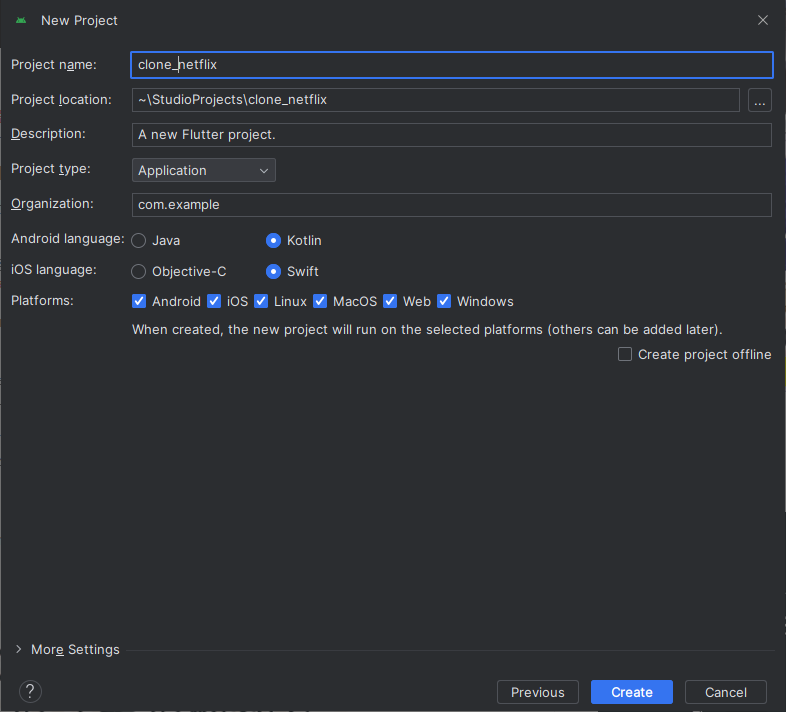 New Project
Project name: clone_netflix
Project location: ~\StudioProjects\clone_netflix ...
Description: A new Flutter project.
Project type: Application
Organization: com.example
Android language: Java Kotlin
iOS language: Objective-C Swift
Platforms: Android iOS Linux MacOS Web Windows
When created, the new project will run on the selected platforms (others can be added later).
Create project offline
More Settings
? Previous Create Cancel